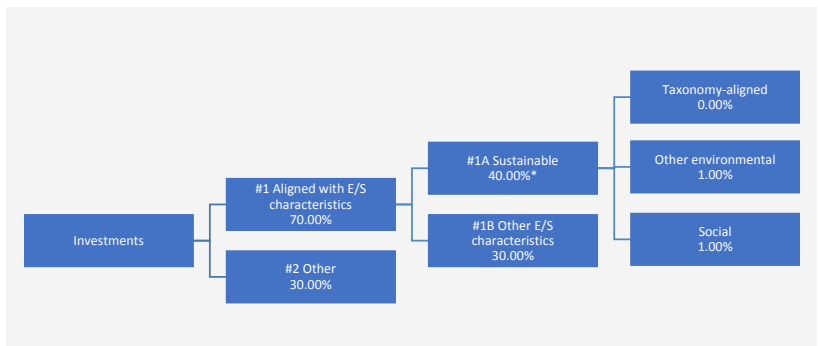 Investments
#1 Aligned with E/S
characteristics
70.00%
#2 Other
30.00%
#1A Sustainable
40.00%*
#1B Other E/S
characteristics
30.00%
Taxonomy-aligned
0.00%
Other environmental
1.00%
Social
1.00%